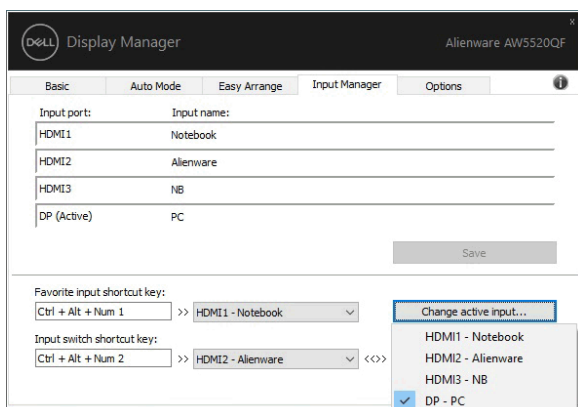 DELL Display Manager Alienware AW5520QF x
Basic Auto Mode Easy Arrange Input Manager Options i
Input port: Input name:
HDMI1 Notebook
HDMI2 Alienware
HDMI3 NB
DP (Active) PC
Save
Favorite input shortcut key:
Ctrl + Alt + Num 1 >> HDMI1 - Notebook Change active input...
HDMI1 - Notebook
Input switch shortcut key:
Ctrl + Alt + Num 2 >> HDMI2 - Alienware <<>> HDMI2 - Alienware
HDMI3 - NB
DP - PC